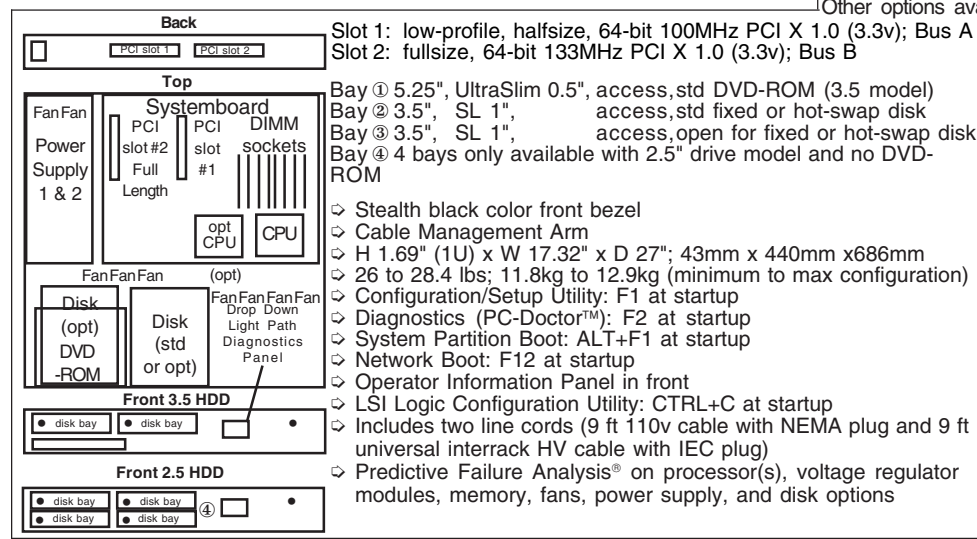 Other options ava
Back
PCI slot 1 PCI slot 2
Top
Fan Fan
Power
Supply
1 & 2
Systemboard
PCI
slot #2
Full
Length
PCI
slot
#1
DIMM
sockets
opt
CPU
CPU
Fan Fan Fan (opt)
Fan Fan Fan Fan
Disk
(opt)
DVD
-ROM
Disk
(std
or opt)
Drop Down
Light Path
Diagnostics
Panel
Front 3.5 HDD
disk bay disk bay
Front 2.5 HDD
disk bay disk bay
disk bay disk bay
④
Slot 1: low-profile, halfsize, 64-bit 100MHz PCI X 1.0 (3.3v); Bus A
Slot 2: fullsize, 64-bit 133MHz PCI X 1.0 (3.3v); Bus B
Bay ① 5.25", UltraSlim 0.5", access,std DVD-ROM (3.5 model)
Bay ② 3.5", SL 1", access,std fixed or hot-swap disk
Bay ③ 3.5", SL 1", access,open for fixed or hot-swap disk
Bay ④ 4 bays only available with 2.5" drive model and no DVD-
ROM
➪ Stealth black color front bezel
➪ Cable Management Arm
➪ H 1.69" (1U) x W 17.32" x D 27"; 43mm x 440mm x686mm
➪ 26 to 28.4 lbs; 11.8kg to 12.9kg (minimum to max configuration)
➪ Configuration/Setup Utility: F1 at startup
➪ Diagnostics (PC-Doctor™): F2 at startup
➪ System Partition Boot: ALT+F1 at startup
➪ Network Boot: F12 at startup
➪ Operator Information Panel in front
➪ LSI Logic Configuration Utility: CTRL+C at startup
➪ Includes two line cords (9 ft 110v cable with NEMA plug and 9 ft
universal interrack HV cable with IEC plug)
➪ Predictive Failure Analysis® on processor(s), voltage regulator
modules, memory, fans, power supply, and disk options